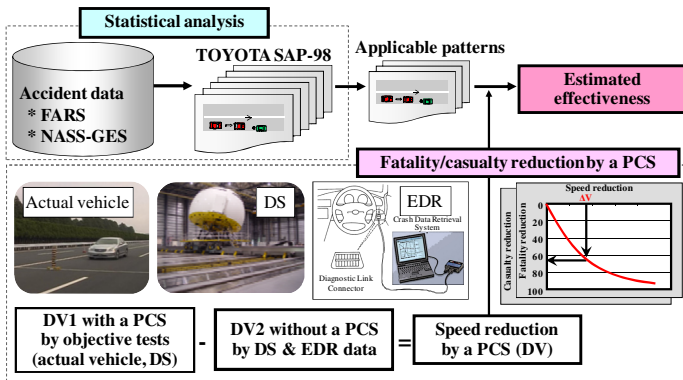 Statistical analysis
TOYOTA SAP-98
Applicable patterns
Accident data
* FARS
* NASS-GES
Estimated
effectiveness
Fatality/casualty reduction by a PCS
Actual vehicle
DS
EDR
Crash Data Retrieval
System
Diagnostic Link
Connector
Speed reduction
ΔV
Casualty reduction
Fatality reduction
0
20
40
60
80
100
DV1 with a PCS
by objective tests
(actual vehicle, DS)
-
DV2 without a PCS
by DS & EDR data
=
Speed reduction
by a PCS (DV)